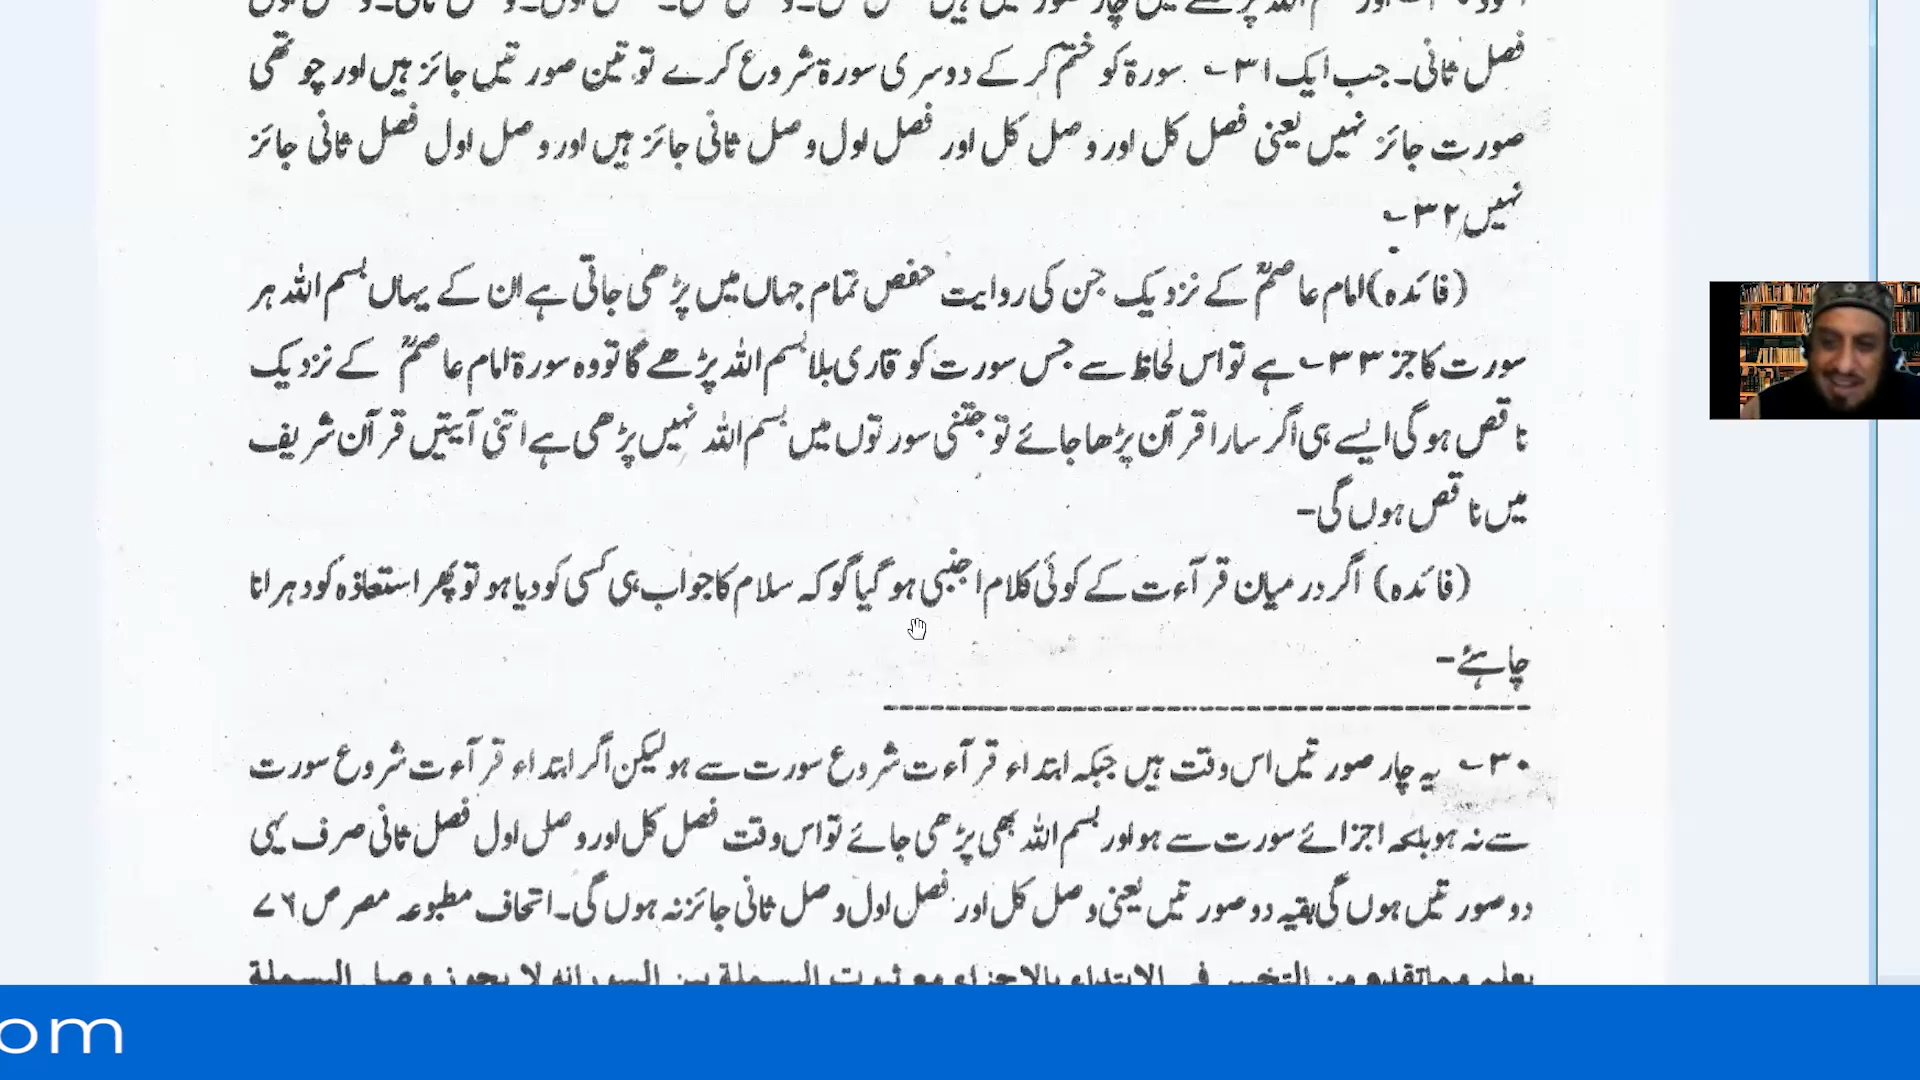 فصل ثانی۔ جب ایک ۳۱؎ سورۃ کو ختم کر کے دوسری سورۃ شروع کرے تو تین صورتیں جائز ہیں اور چوتھی
صورت جائز نہیں یعنی فصل کل اور وصل کل اور فصل اول وصل ثانی جائز ہیں اور وصل اول فصل ثانی جائز
نہیں ۳۲؎
(فائدہ) امام عاصمؒ کے نزدیک جن کی روایت حفص تمام جہاں میں پڑھی جاتی ہے ان کے یہاں بسم اللہ ہر
سورت کا جز ۳۳؎ ہے تو اس لحاظ سے جس سورت کو قاری بلا بسم اللہ پڑھے گا تو وہ سورۃ امام عاصمؒ کے نزدیک
ناقص ہو گی ایسے ہی اگر سارا قرآن پڑھا جائے تو جتنی سورتوں میں بسم اللہ نہیں پڑھی ہے اتنی آیتیں قرآن شریف
میں ناقص ہوں گی-
(فائدہ) اگر درمیان قرآءت کے کوئی کلام اجنبی ہو گیا گو کہ سلام کا جواب ہی کسی کو دیا ہو تو پھر استعاذہ کو دہرانا
چاہئے-
۳۰؎ یہ چار صورتیں اس وقت ہیں جبکہ ابتداء قرآءت شروع سورت سے ہو لیکن اگر ابتداء قرآءت شروع سورت
سے نہ ہو بلکہ اجزائے سورت سے ہو اور بسم اللہ بھی پڑھی جائے تو اس وقت فصل کل اور وصل اول فصل ثانی صرف یہی
دو صورتیں ہوں گی بقیہ دو صورتیں یعنی وصل کل اور فصل اول وصل ثانی جائز نہ ہوں گی۔ اتحاف مطبوعہ مصر ص ۷۶
om